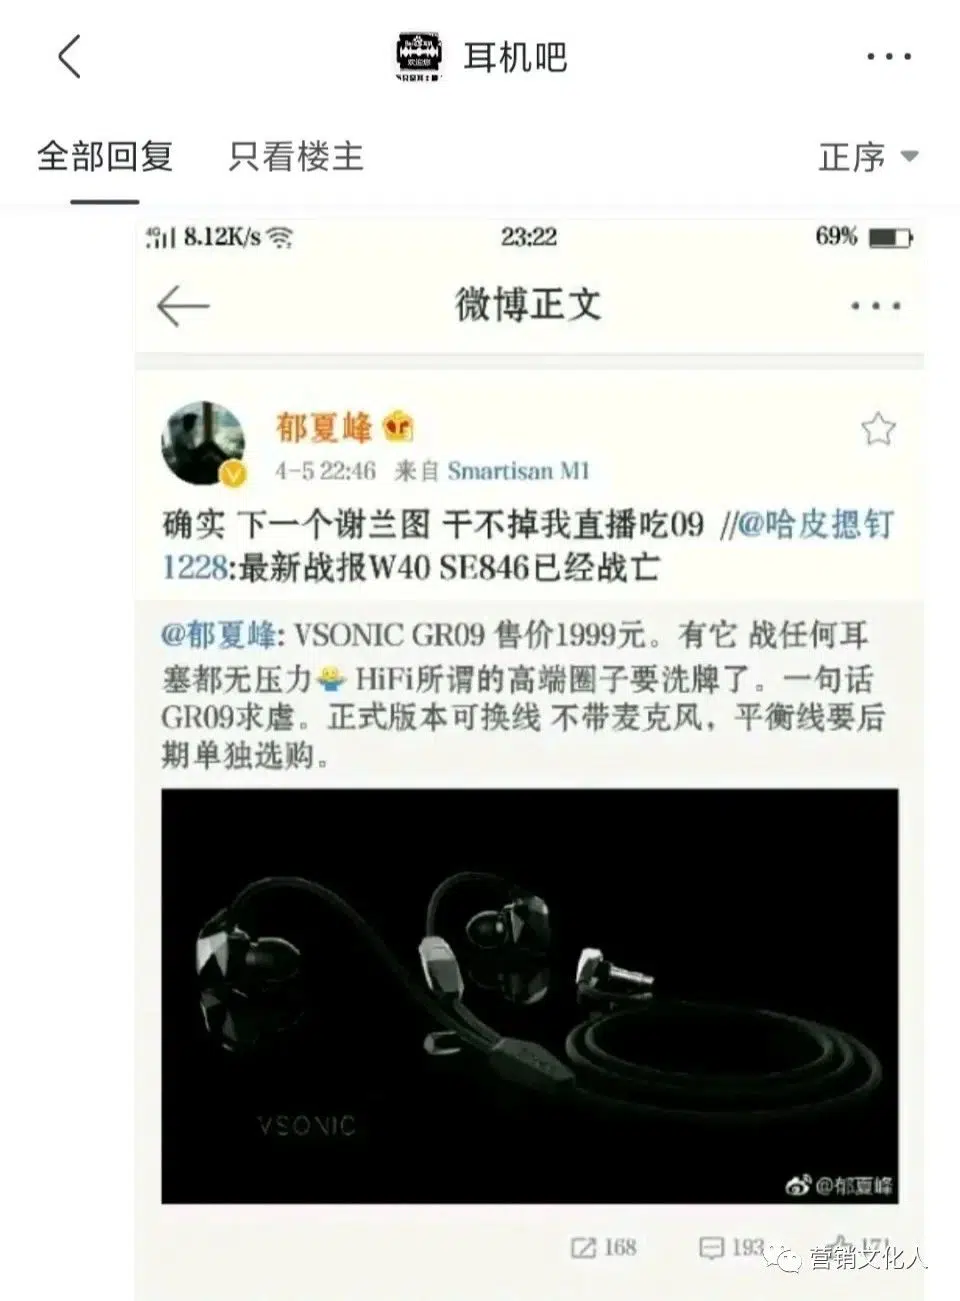 耳机吧
全部回复 只看楼主 正序
4G 8.12K/s 23:22 69%
微博正文
郁夏峰
4-5 22:46 来自 Smartisan M1
确实 下一个谢兰图 干不掉我直播吃09 //@哈皮摁钉
1228:最新战报W40 SE846已经战亡
@郁夏峰: VSONIC GR09 售价1999元。有它 战任何耳
塞都无压力 HiFi所谓的高端圈子要洗牌了。一句话
GR09求虐。正式版本可换线 不带麦克风，平衡线要后
期单独选购。
VSONIC
@郁夏峰
168 193 171
营销文化人